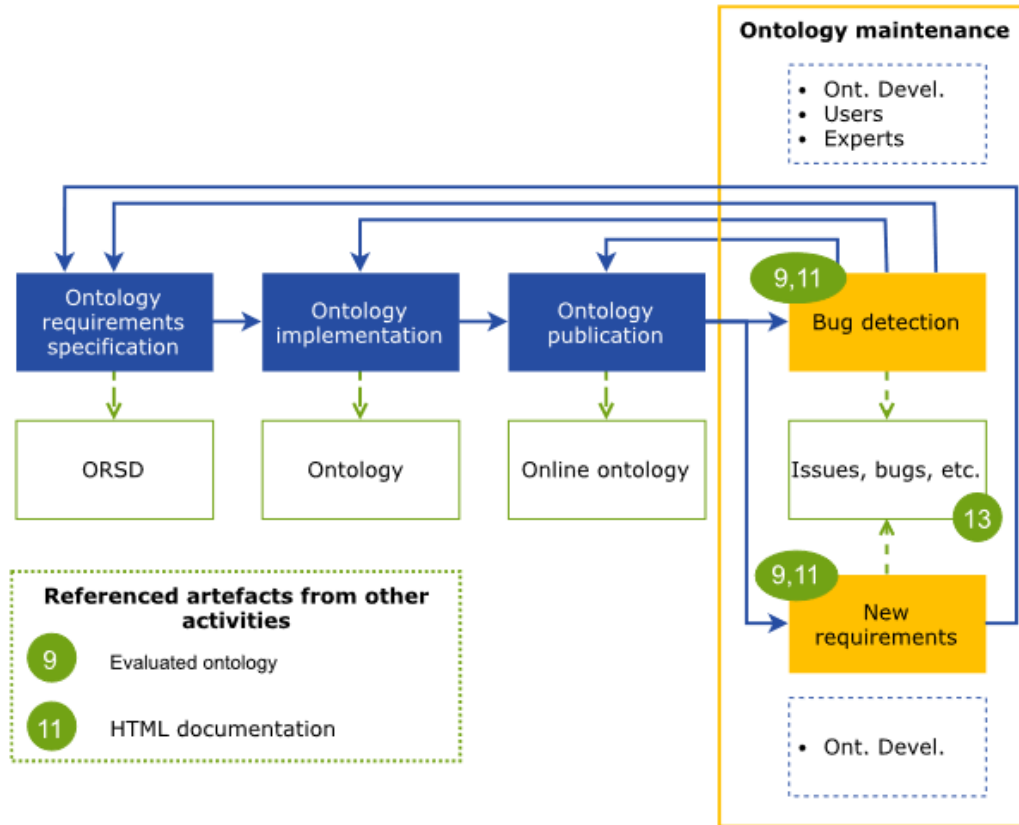 Ontology maintenance
• Ont. Devel.
• Users
• Experts
9,11
Ontology
requirements
specification
Ontology
implementation
Ontology
publication
Bug detection
ORSD
Ontology
Online ontology
Issues, bugs, etc.
13
9,11
New
requirements
Referenced artefacts from other
activities
9 Evaluated ontology
11 HTML documentation
• Ont. Devel.